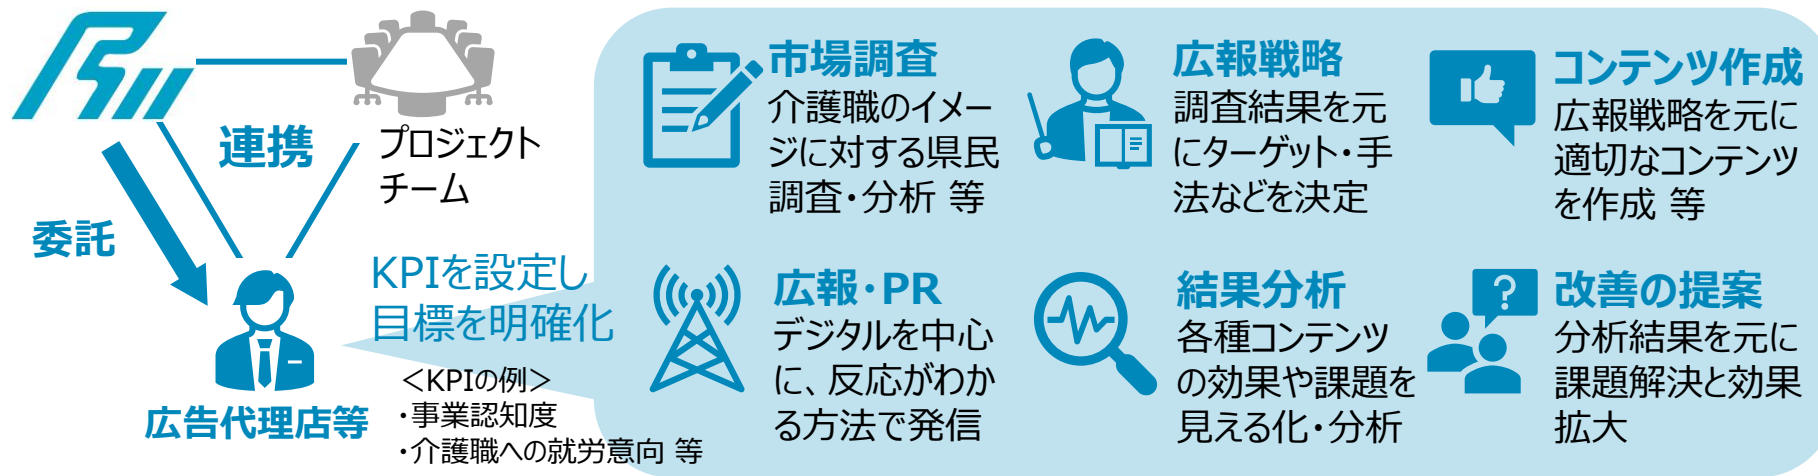 連携
プロジェクト
チーム
委託
広告代理店等
KPIを設定し
目標を明確化
＜KPIの例＞
・事業認知度
・介護職への就労意向 等
市場調査
介護職のイメー
ジに対する県民
調査・分析 等
広報戦略
調査結果を元
にターゲット・手
法などを決定
コンテンツ作成
広報戦略を元に
適切なコンテンツ
を作成 等
広報・PR
デジタルを中心
に、反応がわか
る方法で発信
結果分析
各種コンテンツ
の効果や課題を
見える化・分析
?
改善の提案
分析結果を元に
課題解決と効果
拡大